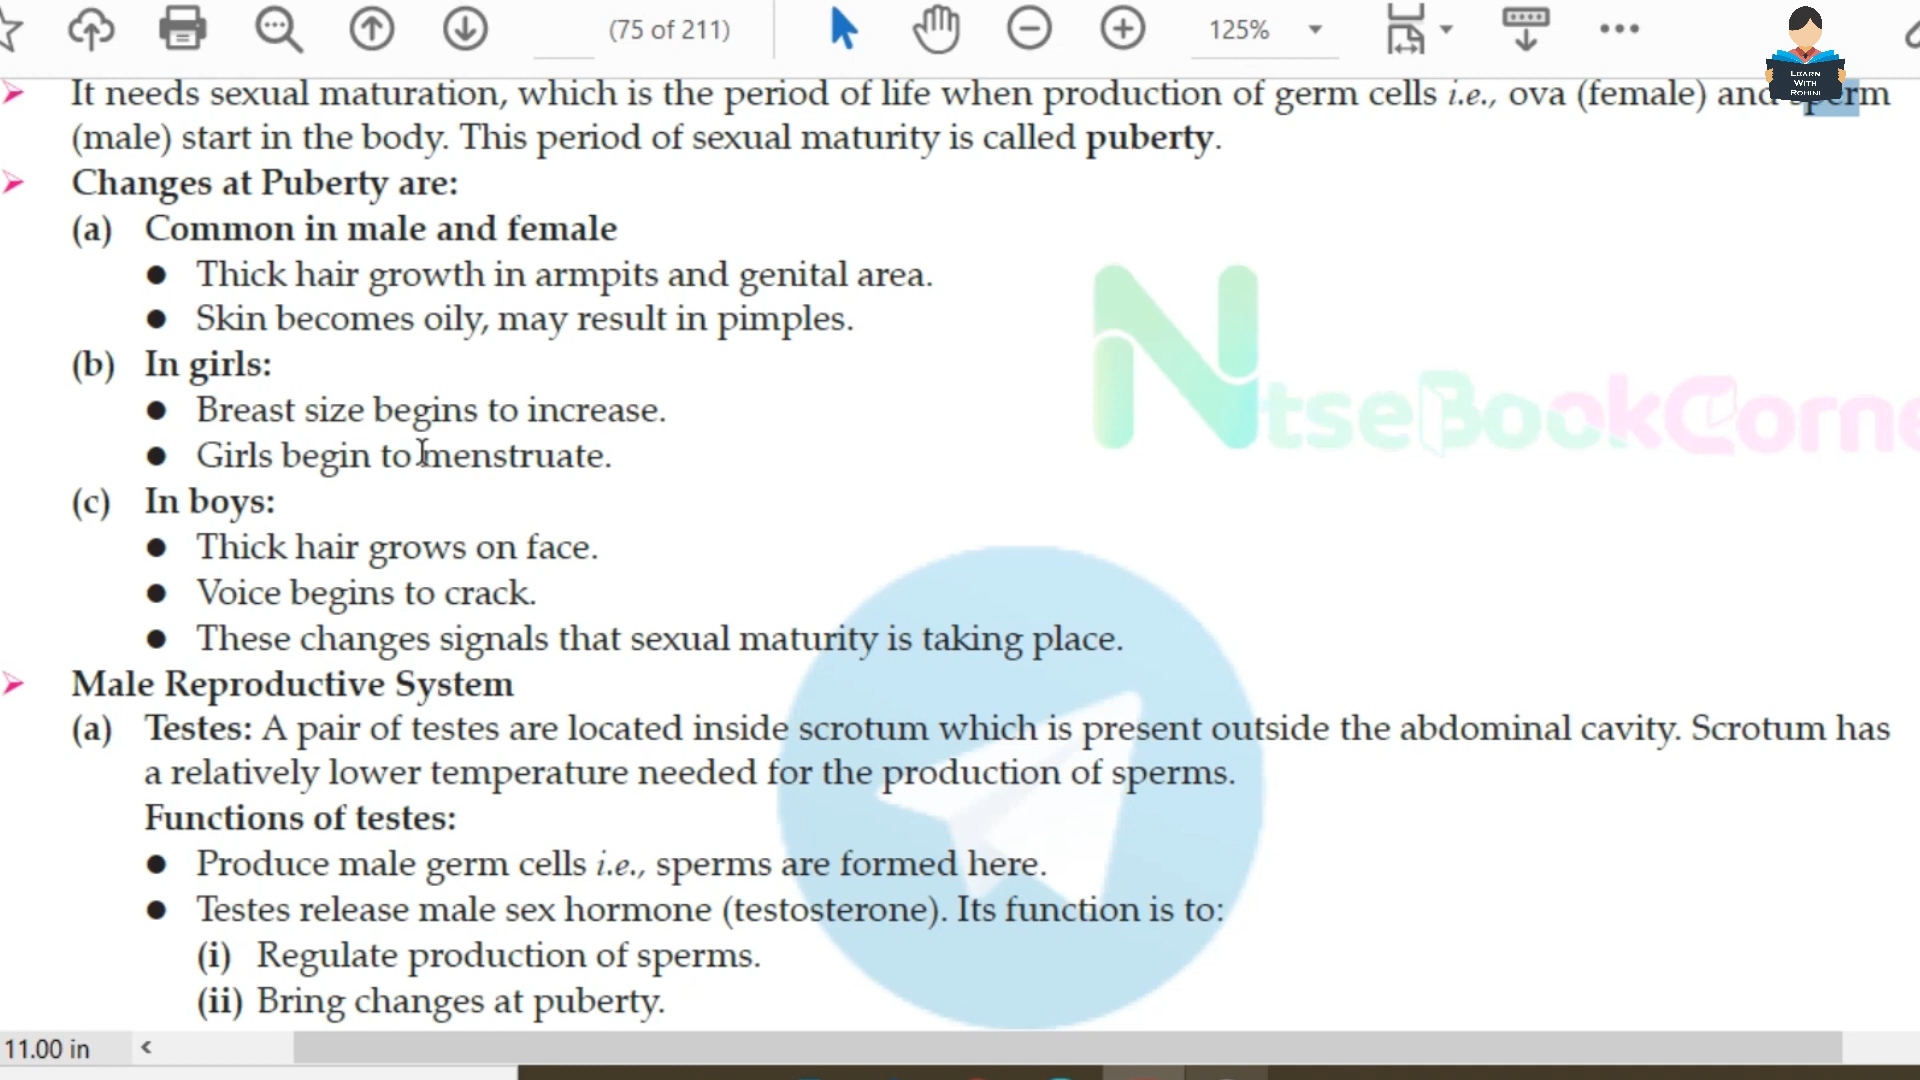 (75 of 211)
125%
LEARN
WITH
ROHINI
It needs sexual maturation, which is the period of life when production of germ cells i.e., ova (female) and sperm
(male) start in the body. This period of sexual maturity is called puberty.
Changes at Puberty are:
(a) Common in male and female
● Thick hair growth in armpits and genital area.
● Skin becomes oily, may result in pimples.
(b) In girls:
● Breast size begins to increase.
● Girls begin to menstruate.
NtseBookCorne
(c) In boys:
● Thick hair grows on face.
● Voice begins to crack.
● These changes signals that sexual maturity is taking place.
Male Reproductive System
(a) Testes: A pair of testes are located inside scrotum which is present outside the abdominal cavity. Scrotum has
a relatively lower temperature needed for the production of sperms.
Functions of testes:
● Produce male germ cells i.e., sperms are formed here.
● Testes release male sex hormone (testosterone). Its function is to:
(i) Regulate production of sperms.
(ii) Bring changes at puberty.
11.00 in